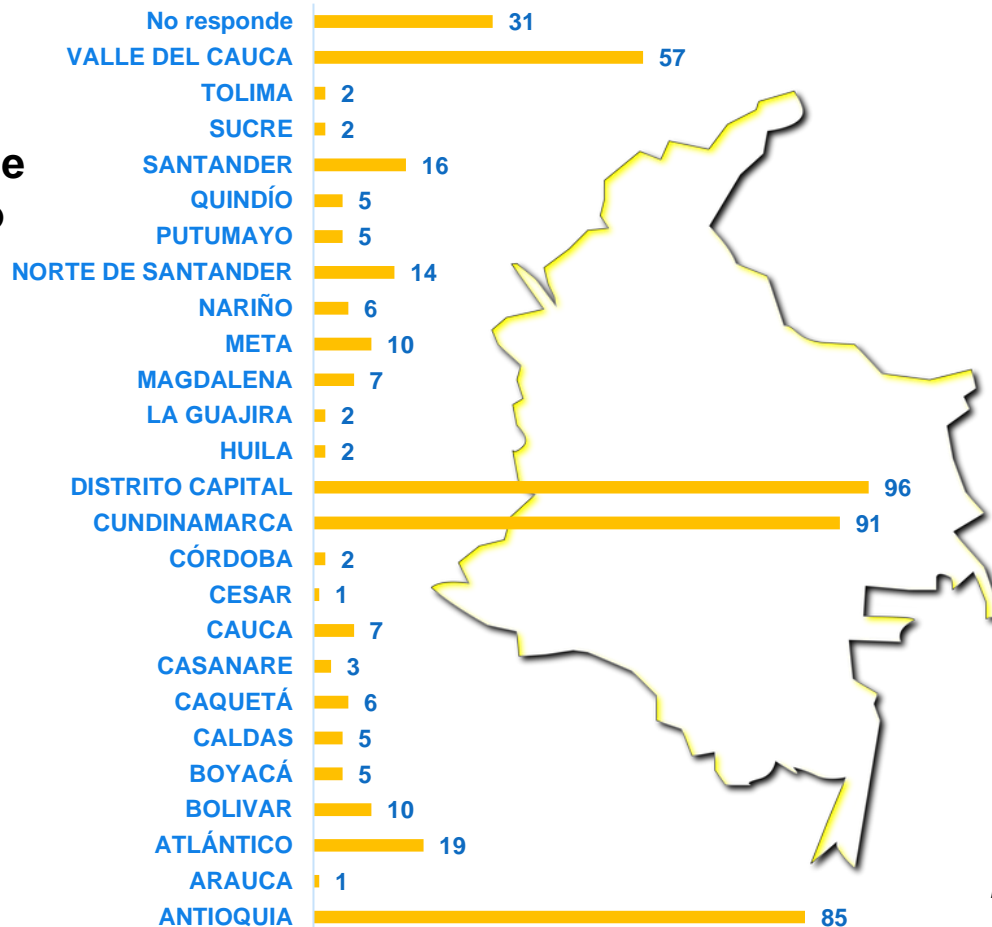 No responde 31
VALLE DEL CAUCA 57
TOLIMA 2
SUCRE 2
SANTANDER 16
QUINDÍO 5
PUTUMAYO 5
NORTE DE SANTANDER 14
NARIÑO 6
META 10
MAGDALENA 7
LA GUAJIRA 2
HUILA 2
DISTRITO CAPITAL 96
CUNDINAMARCA 91
CÓRDOBA 2
CESAR 1
CAUCA 7
CASANARE 3
CAQUETÁ 6
CALDAS 5
BOYACÁ 5
BOLIVAR 10
ATLÁNTICO 19
ARAUCA 1
ANTIOQUIA 85